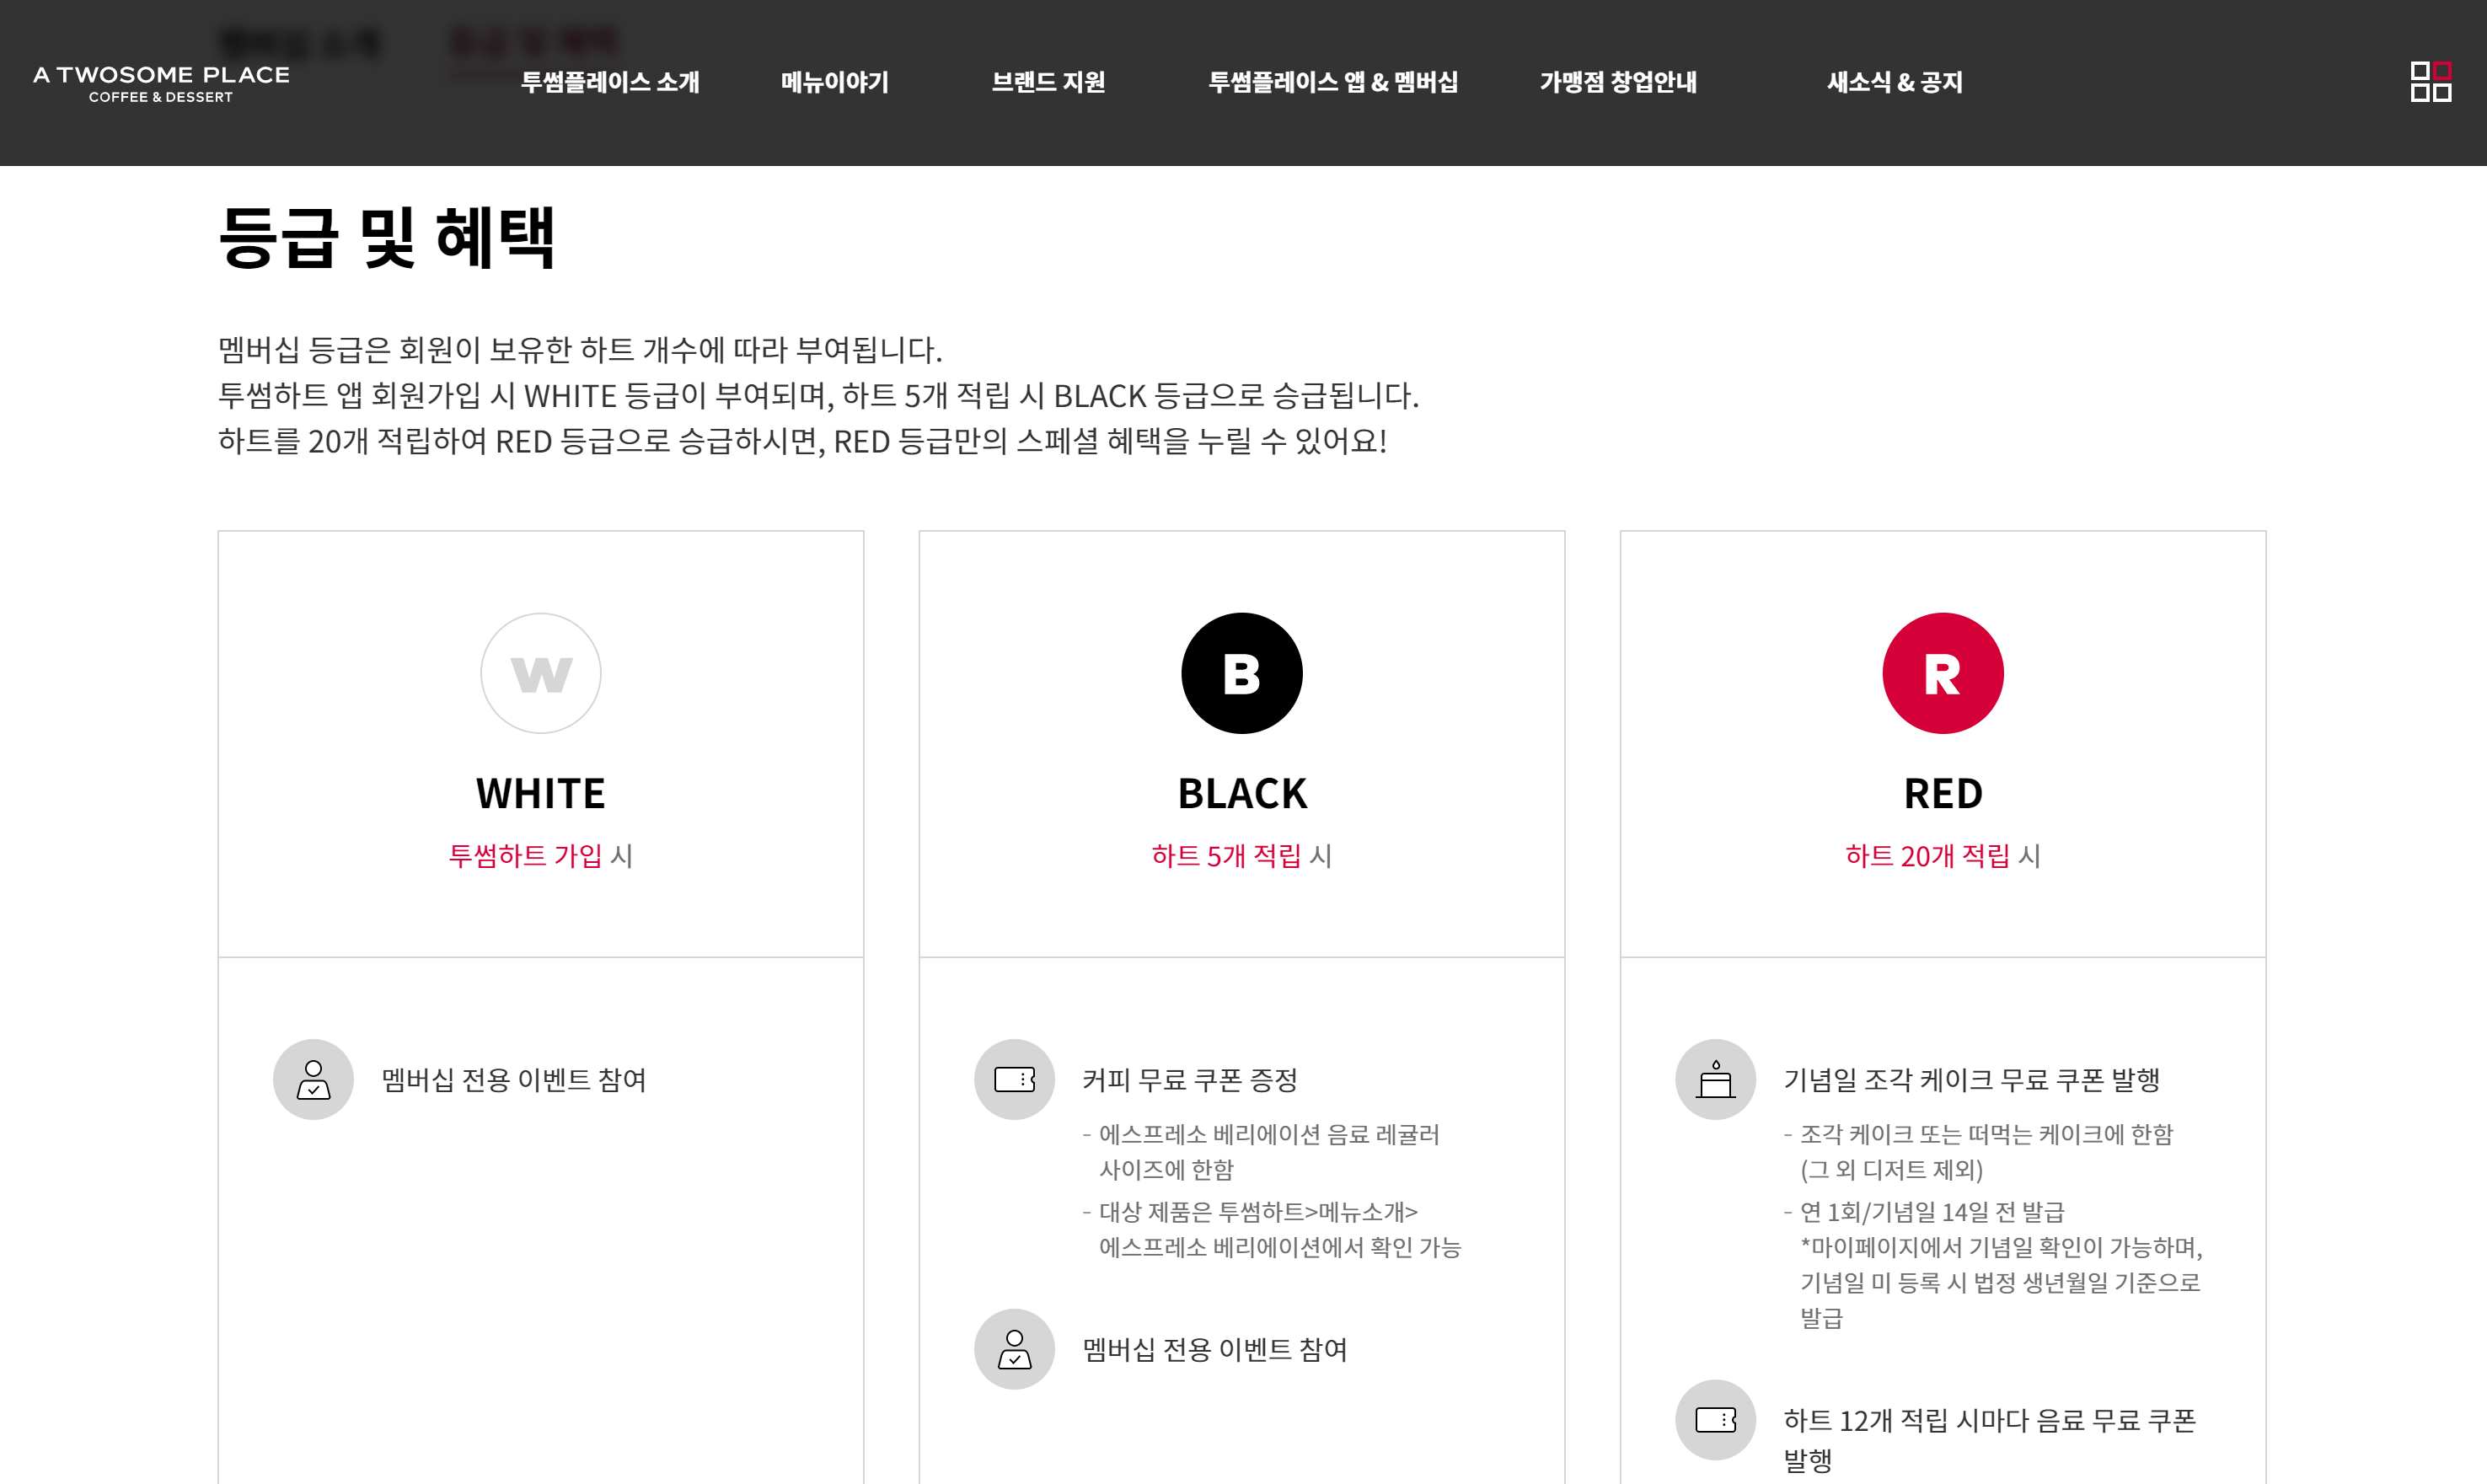 멤버십 소개 등급 및 혜택
A TWOSOME PLACE
COFFEE & DESSERT
투썸플레이스 소개 메뉴이야기 브랜드 지원 투썸플레이스 앱 & 멤버십 가맹점 창업안내 새소식 & 공지
등급 및 혜택
멤버십 등급은 회원이 보유한 하트 개수에 따라 부여됩니다.
투썸하트 앱 회원가입 시 WHITE 등급이 부여되며, 하트 5개 적립 시 BLACK 등급으로 승급됩니다.
하트를 20개 적립하여 RED 등급으로 승급하시면, RED 등급만의 스페셜 혜택을 누릴 수 있어요!
W
WHITE
투썸하트 가입 시
멤버십 전용 이벤트 참여
B
BLACK
하트 5개 적립 시
커피 무료 쿠폰 증정
- 에스프레소 베리에이션 음료 레귤러
사이즈에 한함
- 대상 제품은 투썸하트>메뉴소개>
에스프레소 베리에이션에서 확인 가능
멤버십 전용 이벤트 참여
R
RED
하트 20개 적립 시
기념일 조각 케이크 무료 쿠폰 발행
- 조각 케이크 또는 떠먹는 케이크에 한함
(그 외 디저트 제외)
- 연 1회/기념일 14일 전 발급
*마이페이지에서 기념일 확인이 가능하며,
기념일 미 등록 시 법정 생년월일 기준으로
발급
하트 12개 적립 시마다 음료 무료 쿠폰
발행